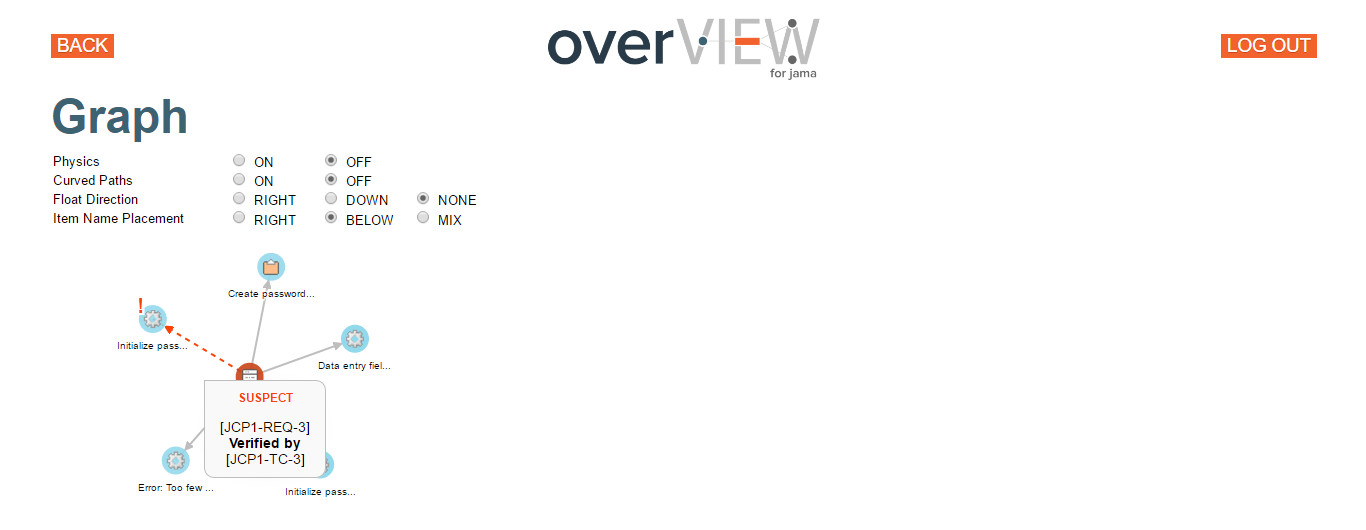 BACK
overVIEW
for jama
LOG OUT
Graph
Physics ON OFF
Curved Paths ON OFF
Float Direction RIGHT DOWN NONE
Item Name Placement RIGHT BELOW MIX
Create password...
!
Initialize pass...
Data entry fiel...
SUSPECT
[JCP1-REQ-3]
Verified by
[JCP1-TC-3]
Error: Too few ...
Initialize pass...